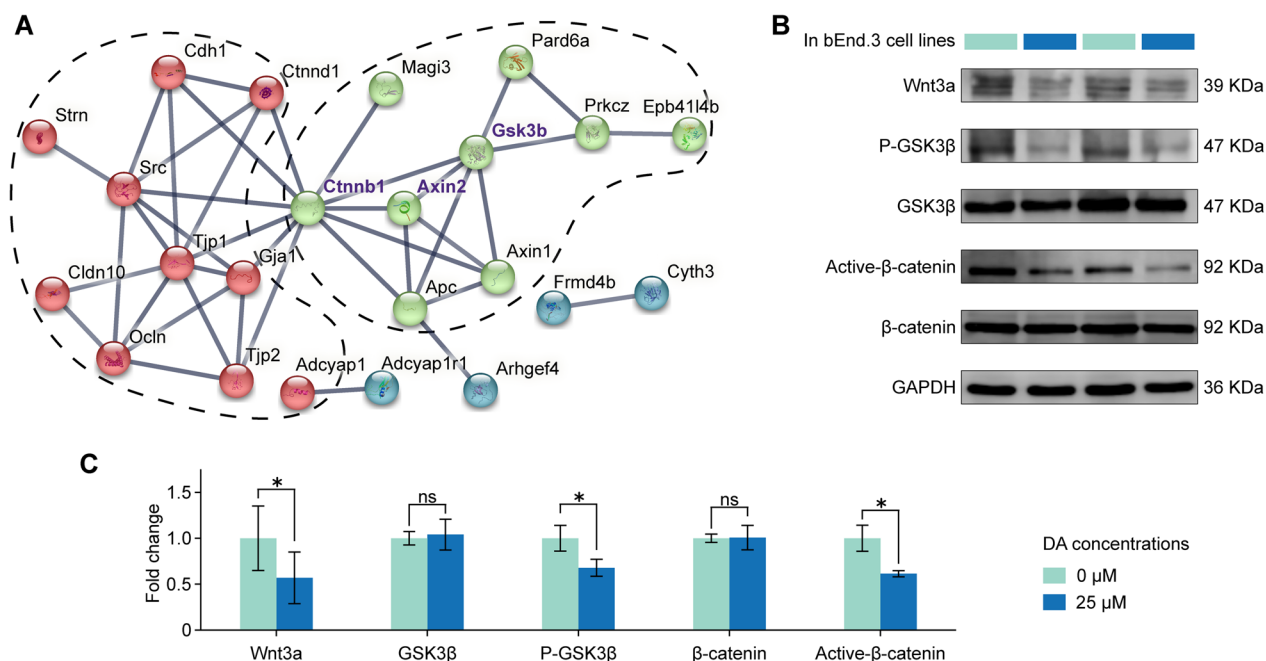 A
Cdh1
Ctnnd1
Magi3
Pard6a
Prkcz
Epb41l4b
Strn
Gsk3b
Src
Ctnnb1
Axin2
Tjp1
Gja1
Axin1
Cldn10
Apc
Frmd4b
Cyth3
Ocln
Tjp2
Adcyap1
Adcyap1r1
Arhgef4
B
In bEnd.3 cell lines
Wnt3a
39 KDa
P-GSK3β
47 KDa
GSK3β
47 KDa
Active-β-catenin
92 KDa
β-catenin
92 KDa
GAPDH
36 KDa
C
Fold change
1.5
1.0
0.5
0
*
ns
*
ns
*
Wnt3a
GSK3β
P-GSK3β
β-catenin
Active-β-catenin
DA concentrations
0 μM
25 μM